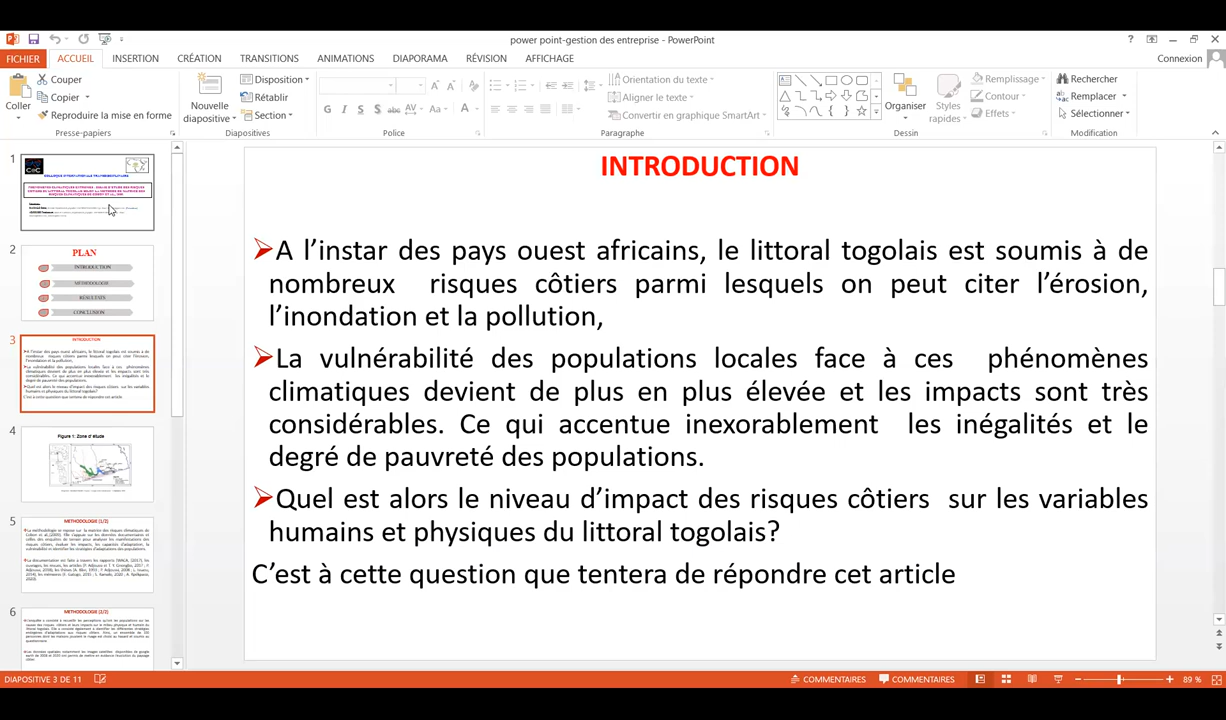 power point-gestion des entreprise - PowerPoint
FICHIER ACCUEIL INSERTION CRÉATION TRANSITIONS ANIMATIONS DIAPORAMA RÉVISION AFFICHAGE Connexion
Coller
Couper
Copier
Reproduire la mise en forme
Presse-papiers
Nouvelle diapositive
Disposition
Rétablir
Section
Diapositives
Police
Orientation du texte
Aligner le texte
Convertir en graphique SmartArt
Paragraphe
Organiser
Styles rapides
Remplissage
Contour
Effets
Dessin
Rechercher
Remplacer
Sélectionner
Modification
1
2
PLAN
INTRODUCTION
METHODOLOGIE
RÉSULTATS
CONCLUSION
3
INTRODUCTION
4
Figure 1: Zone d'étude
5
METHODOLOGIE (1/2)
6
METHODOLOGIE (2/2)
INTRODUCTION
A l'instar des pays ouest africains, le littoral togolais est soumis à de
nombreux risques côtiers parmi lesquels on peut citer l'érosion,
l'inondation et la pollution,
La vulnérabilité des populations locales face à ces phénomènes
climatiques devient de plus en plus élevée et les impacts sont très
considérables. Ce qui accentue inexorablement les inégalités et le
degré de pauvreté des populations.
Quel est alors le niveau d'impact des risques côtiers sur les variables
humains et physiques du littoral togolais?
C'est à cette question que tentera de répondre cet article
DIAPOSITIVE 3 DE 11 COMMENTAIRES COMMENTAIRES 89 %